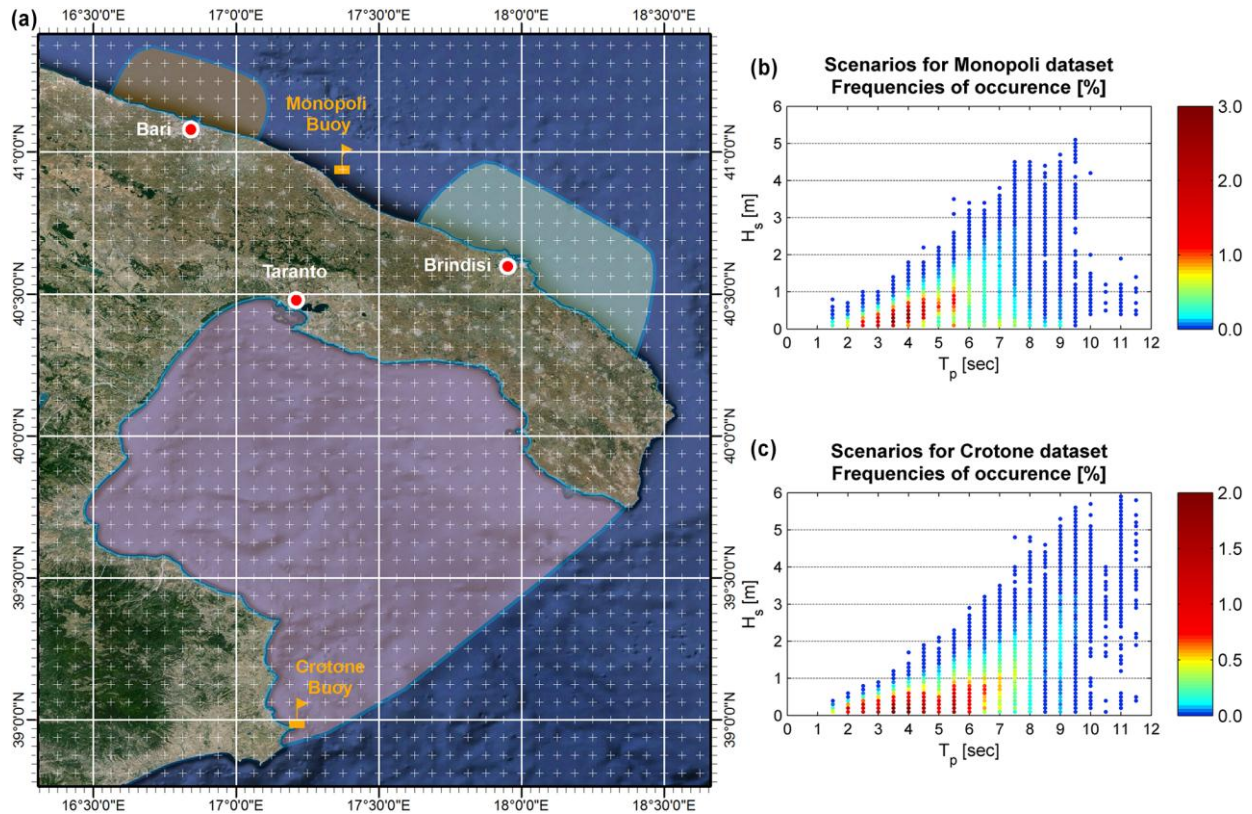 (a)
16°30'0"E 17°0'0"E 17°30'0"E 18°0'0"E 18°30'0"E
41°0'0"N
40°30'0"N
40°0'0"N
39°30'0"N
39°0'0"N
Monopoli
Buoy
Bari
Brindisi
Taranto
Crotone
Buoy
41°0'0"N
40°30'0"N
40°0'0"N
39°30'0"N
39°0'0"N
16°30'0"E 17°0'0"E 17°30'0"E 18°0'0"E 18°30'0"E
(b)
Scenarios for Monopoli dataset
Frequencies of occurence [%]
6
5
4
3
2
1
0
H_s [m]
0 1 2 3 4 5 6 7 8 9 10 11 12
T_p [sec]
3.0
2.0
1.0
0.0
(c)
Scenarios for Crotone dataset
Frequencies of occurence [%]
6
5
4
3
2
1
0
H_s [m]
0 1 2 3 4 5 6 7 8 9 10 11 12
T_p [sec]
2.0
1.5
1.0
0.5
0.0